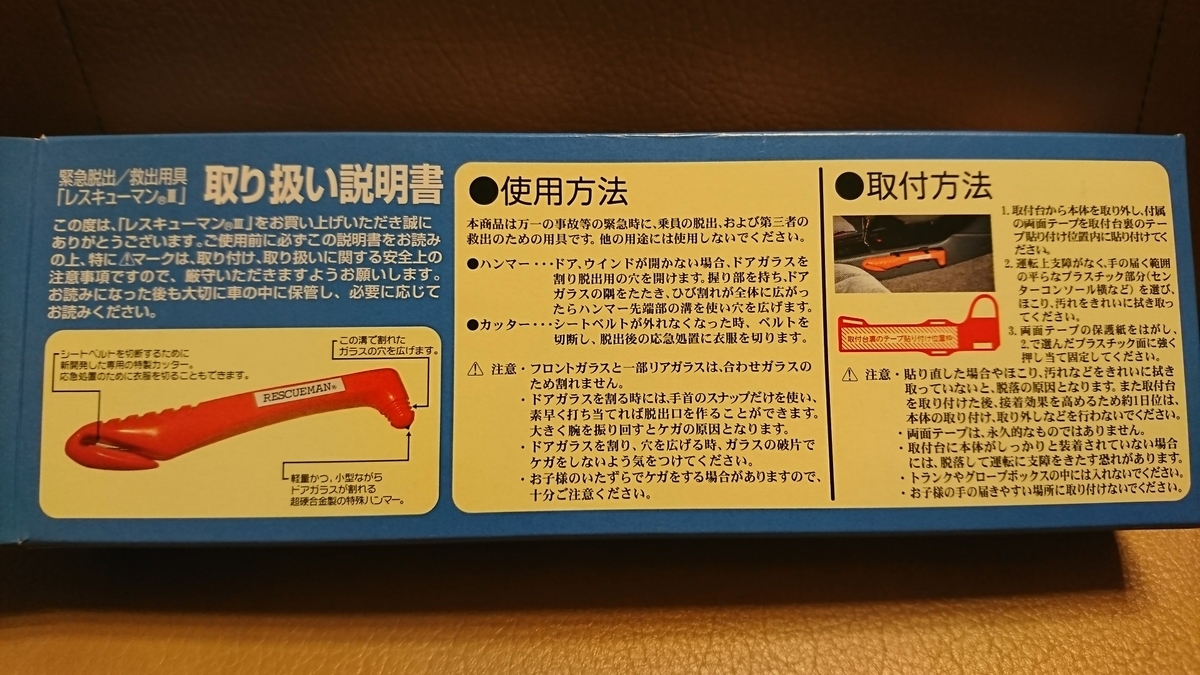 緊急脱出/救出用具
「レスキューマン®Ⅲ」
取り扱い説明書
この度は、「レスキューマン®Ⅲ」をお買い上げいただき誠に
ありがとうございます。ご使用前に必ずこの説明書をお読み
の上、特に⚠マークは、取り付け、取り扱いに関する安全上の
注意事項ですので、厳守いただきますようお願いします。
お読みになった後も大切に車の中に保管し、必要に応じて
お読みください。
シートベルトを切断するために
新開発した専用の特製カッター。
応急処置のために衣服を切ることもできます。
この溝で割れた
ガラスの穴を広げます。
RESCUEMAN®
軽量かつ、小型ながら
ドアガラスが割れる
超硬合金製の特殊ハンマー。
●使用方法
本商品は万一の事故等の緊急時に、乗員の脱出、および第三者の
救出のための用具です。他の用途には使用しないでください。
●ハンマー・・・ドア、ウインドが開かない場合、ドアガラスを
割り脱出用の穴を開けます。握り部を持ち、ドア
ガラスの隅をたたき、ひび割れが全体に広がっ
たらハンマー先端部の溝を使い穴を広げます。
●カッター・・・シートベルトが外れなくなった時、ベルトを
切断し、脱出後の応急処置に衣服を切ります。
⚠ 注意・フロントガラスと一部リアガラスは、合わせガラスの
ため割れません。
・ドアガラスを割る時には、手首のスナップだけを使い、
素早く打ち当てれば脱出口を作ることができます。
大きく腕を振り回すとケガの原因となります。
・ドアガラスを割り、穴を広げる時、ガラスの破片で
ケガをしないよう気をつけてください。
・お子様のいたずらでケガをする場合がありますので、
十分ご注意ください。
●取付方法
1.取付台から本体を取り外し、付属
の両面テープを取付台裏のテー
プ貼り付け位置内に貼り付けてく
ださい。
2.運転上支障がなく、手の届く範囲
の平らなプラスチック部分(セン
ターコンソール横など)を選び、
ほこり、汚れをきれいに拭き取っ
てください。
3.両面テープの保護紙をはがし、
2.で選んだプラスチック面に強く
押し当て固定してください。
取付台裏のテープ貼り付け位置枠
⚠ 注意・貼り直した場合やほこり、汚れなどをきれいに拭き
取っていないと、脱落の原因となります。また取付台
を取り付けた後、接着効果を高めるため約1日位は、
本体の取り付け、取り外しなどを行わないでください。
・両面テープは、永久的なものではありません。
・取付台に本体がしっかりと装着されていない場合
には、脱落して運転に支障をきたす恐れがあります。
・トランクやグローブボックスの中には入れないでください。
・お子様の手の届きやすい場所に取り付けないでください。